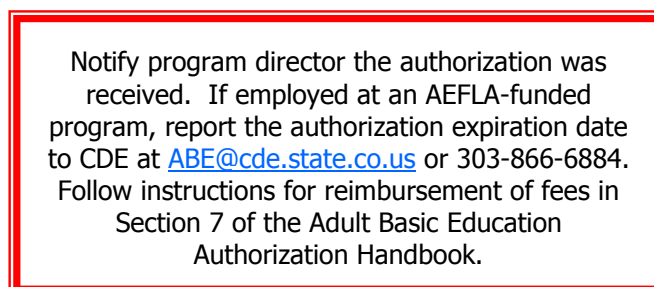 Notify program director the authorization was
received.  If employed at an AEFLA-funded
program, report the authorization expiration date
to CDE at ABE@cde.state.co.us or 303-866-6884.
Follow instructions for reimbursement of fees in
Section 7 of the Adult Basic Education
Authorization Handbook.